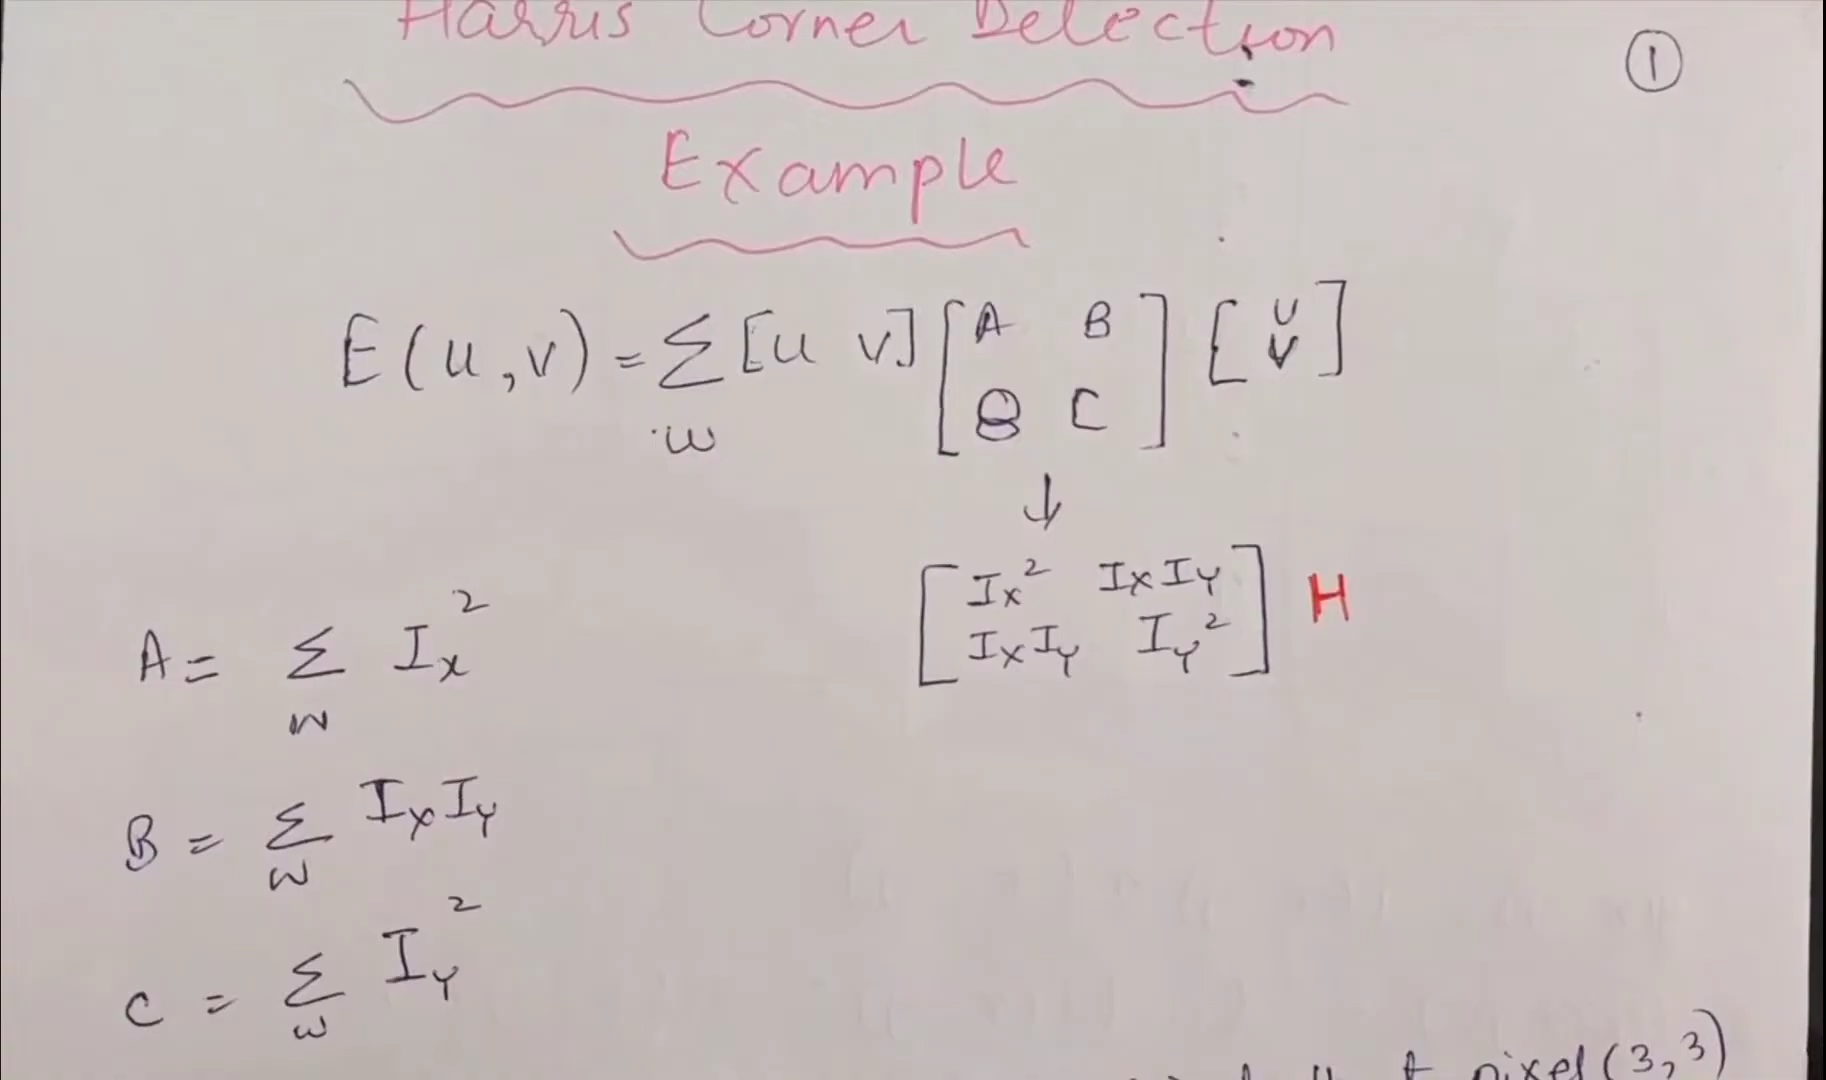 Harris Corner Detection
①
Example
E(u,v) = Σ [u v] [A B] [u]
w [B C] [v]
↓
[Ix² IxIy] H
[IxIy Iy²]
A = Σ Ix²
w
B = Σ IxIy
w
C = Σ Iy²
w
pixel (3,3)